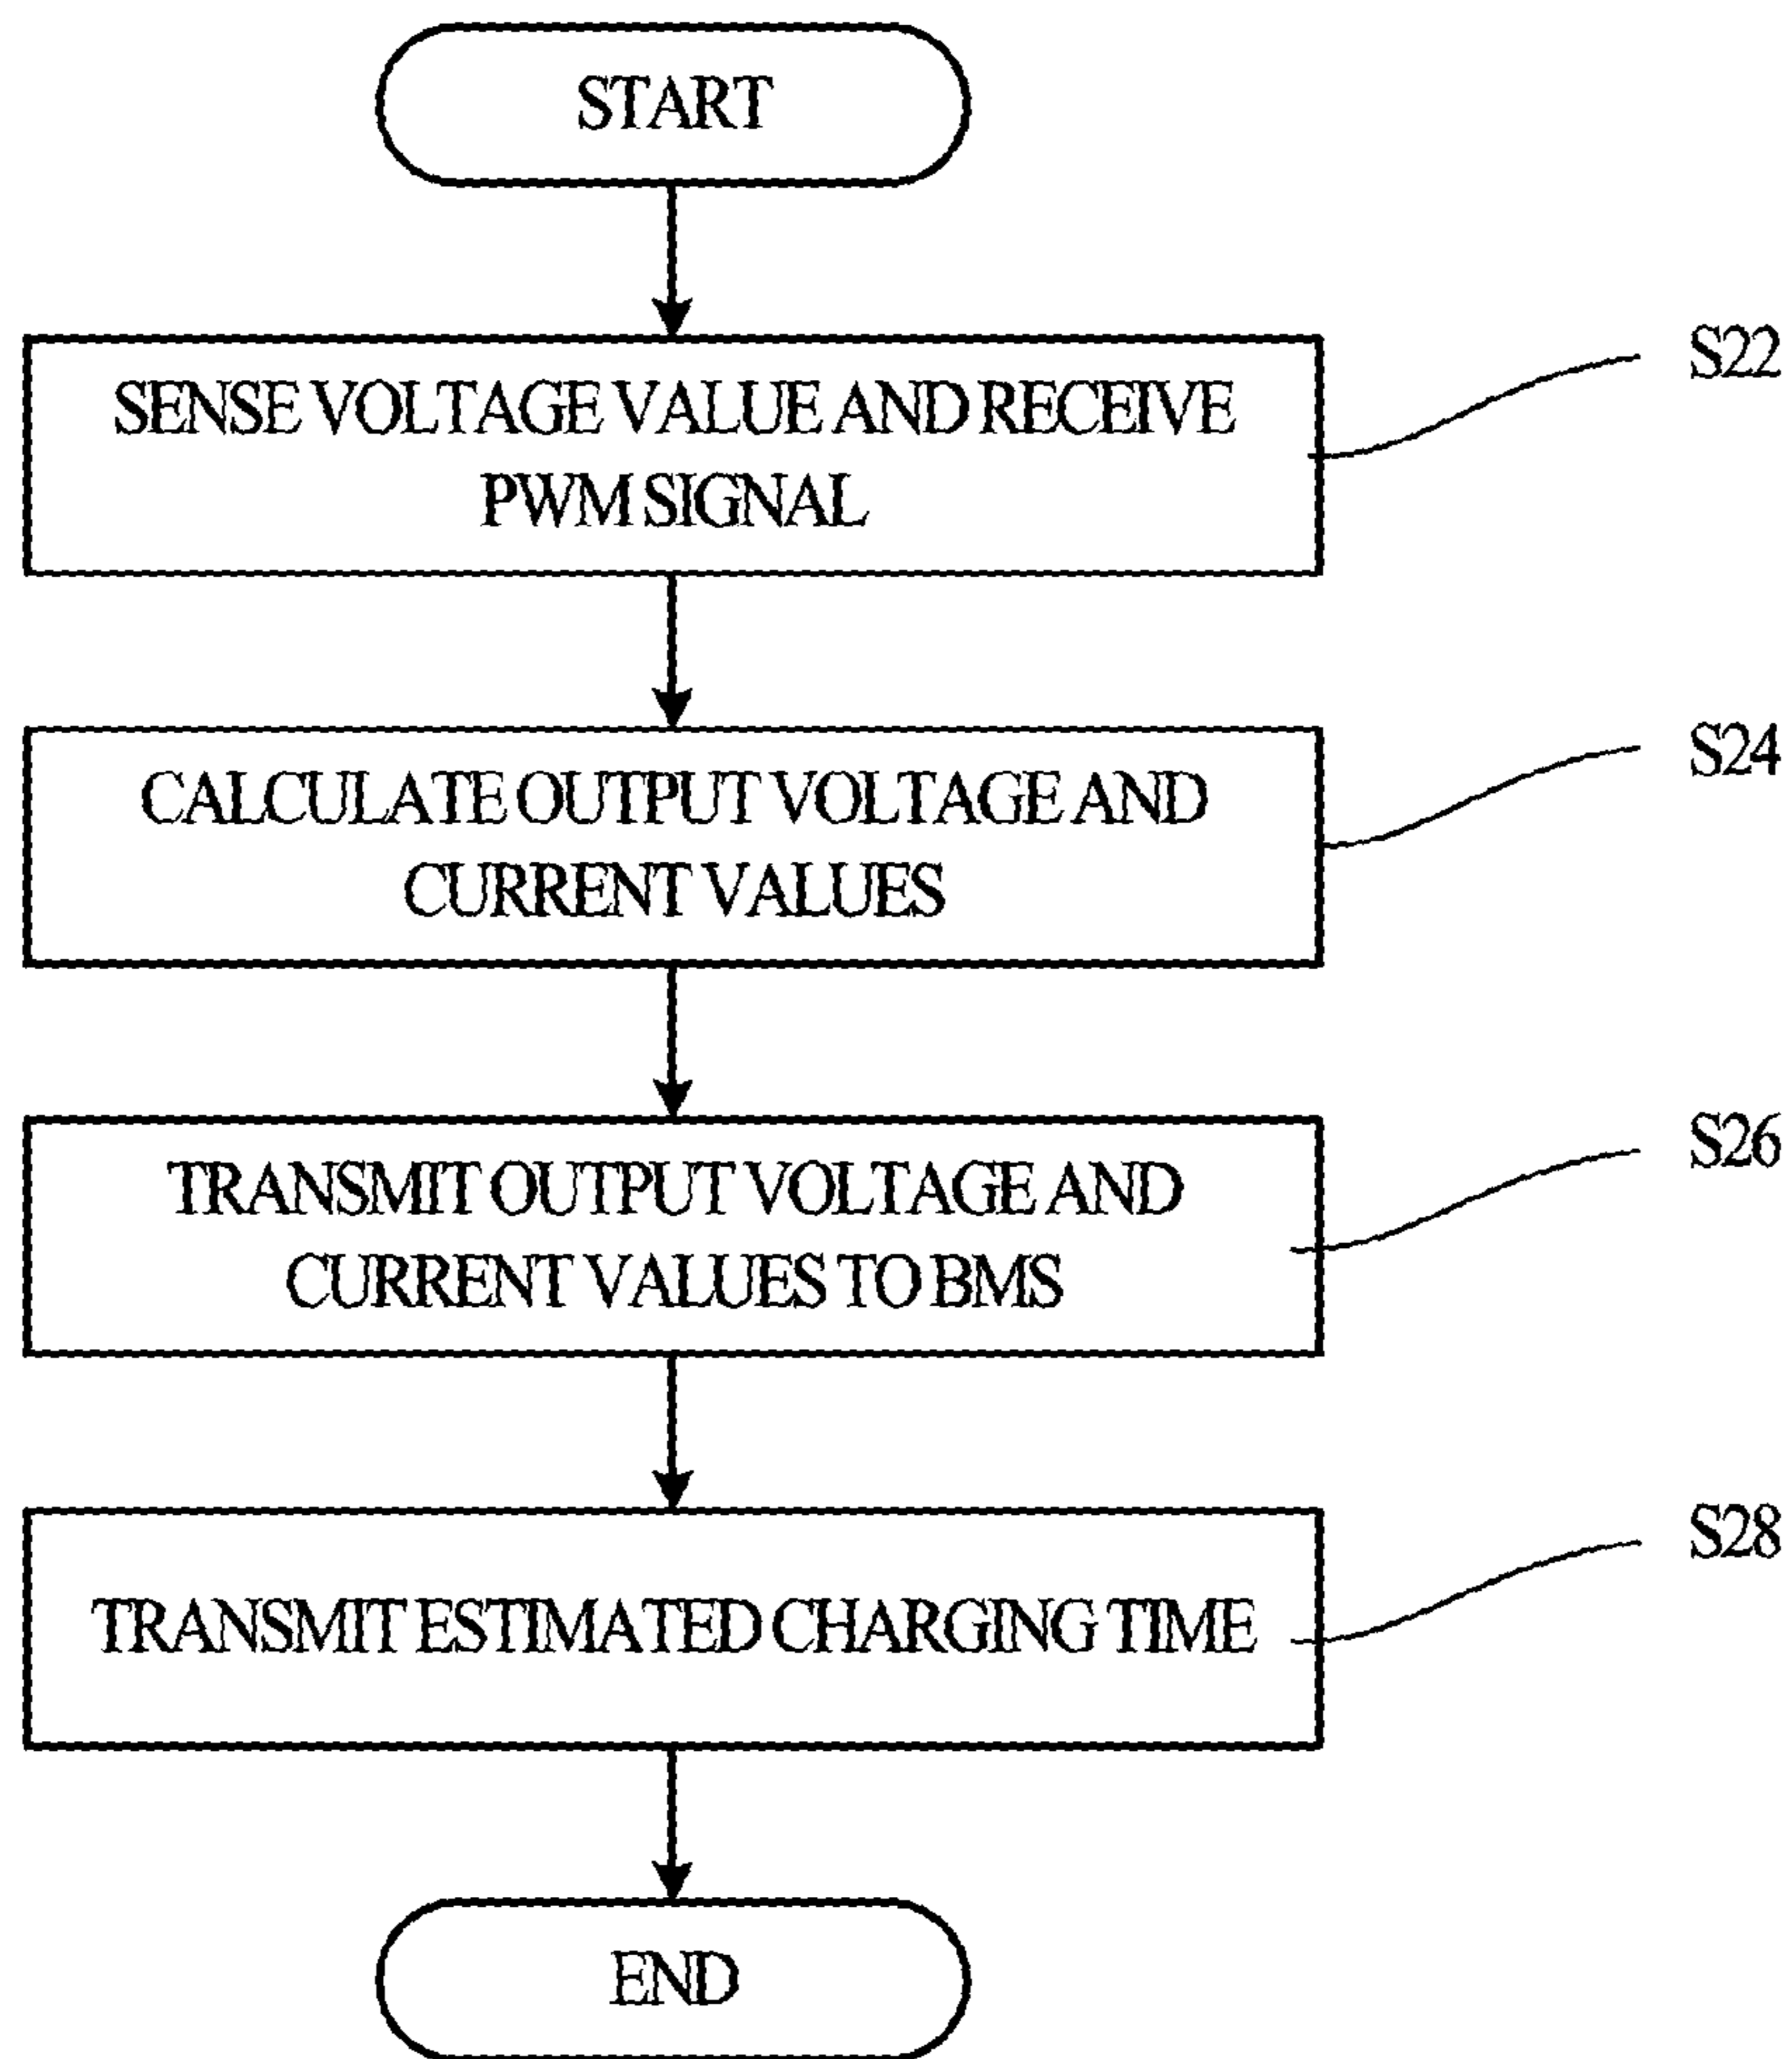 START
SENSE VOLTAGE VALUE AND RECEIVE
PWM SIGNAL
S22
CALCULATE OUTPUT VOLTAGE AND
CURRENT VALUES
S24
TRANSMIT OUTPUT VOLTAGE AND
CURRENT VALUES TO BMS
S26
TRANSMIT ESTIMATED CHARGING TIME
S28
END